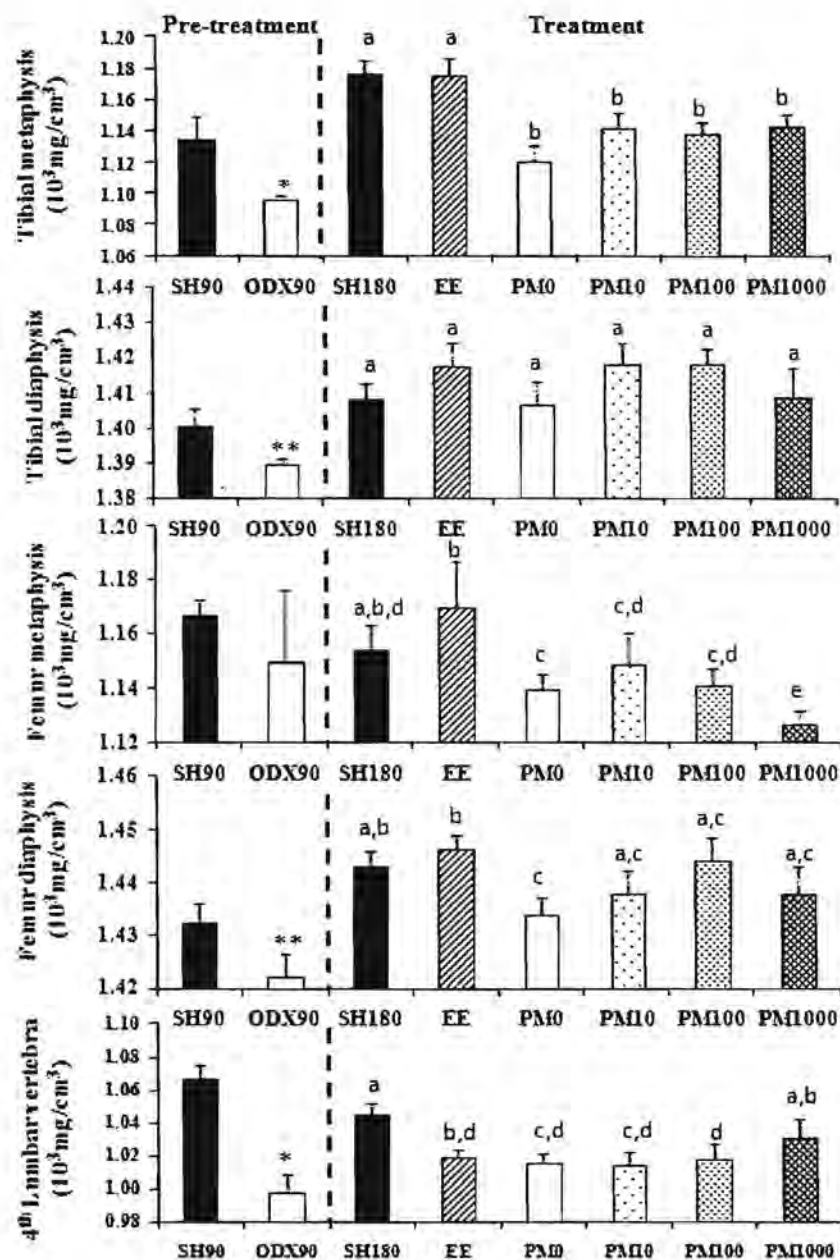 Pre-treatment Treatment
Tibial metaphysis
(10³mg/cm³)
1.20
1.18
1.16
1.14
1.12
1.10
1.08
1.06
* a a b b b b
SH90 ODX90 SH180 EE PM0 PM10 PM100 PM1000
Tibial diaphysis
(10³mg/cm³)
1.44
1.43
1.42
1.41
1.40
1.39
1.38
** a a a a a a
SH90 ODX90 SH180 EE PM0 PM10 PM100 PM1000
Femur metaphysis
(10³mg/cm³)
1.20
1.18
1.16
1.14
1.12
a,b,d b c c,d c,d e
SH90 ODX90 SH180 EE PM0 PM10 PM100 PM1000
Femur diaphysis
(10³mg/cm³)
1.46
1.45
1.44
1.43
1.42
** a,b b c a,c a,c a,c
SH90 ODX90 SH180 EE PM0 PM10 PM100 PM1000
4th Lumbar vertebra
(10³mg/cm³)
1.10
1.08
1.06
1.04
1.02
1.00
0.98
* a b,d c,d c,d d a,b
SH90 ODX90 SH180 EE PM0 PM10 PM100 PM1000